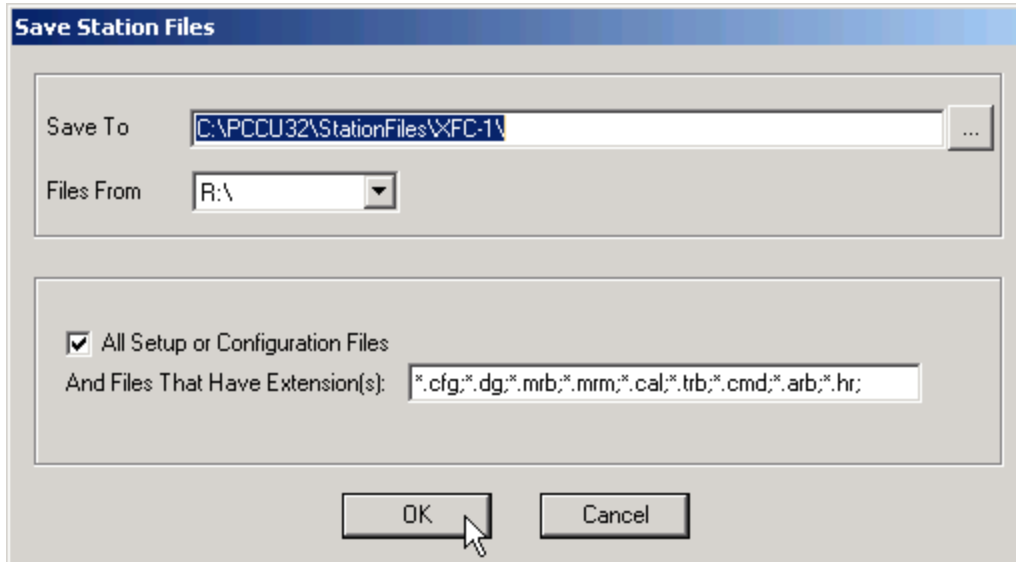 Save Station Files
Save To C:\PCCU32\StationFiles\XFC-1\ ...
Files From R:\
All Setup or Configuration Files
And Files That Have Extension(s): *.cfg;*.dg;*.mrb;*.mrm;*.cal;*.trb;*.cmd;*.arb;*.hr;
OK Cancel